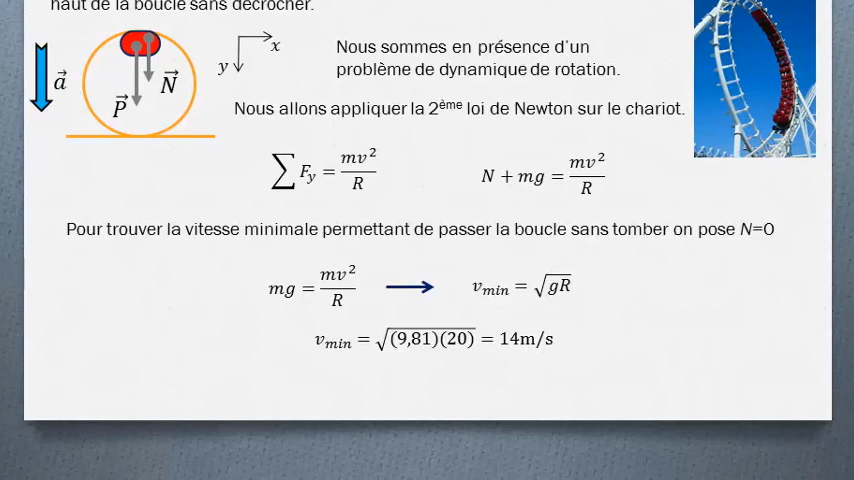 haut de la boucle sans décrocher.
a⃗
P⃗
N⃗
x
y
Nous sommes en présence d'un
problème de dynamique de rotation.
Nous allons appliquer la 2ème loi de Newton sur le chariot.
∑ Fy = mv²/R
N + mg = mv²/R
Pour trouver la vitesse minimale permettant de passer la boucle sans tomber on pose N=0
mg = mv²/R → vmin = √gR
vmin = √(9,81)(20) = 14m/s